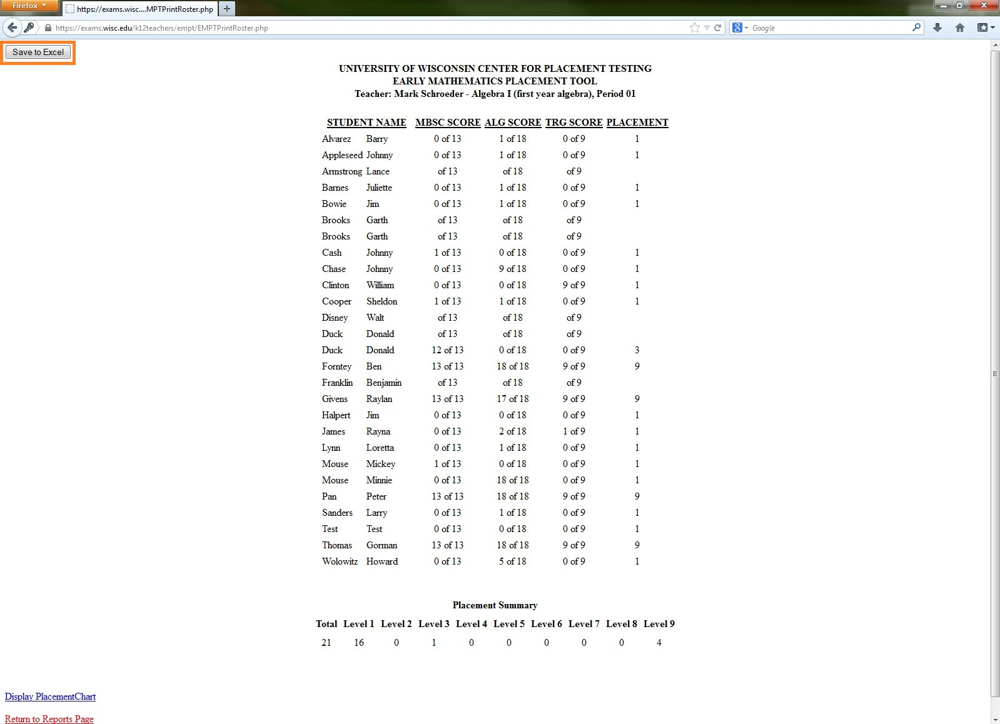 Firefox
https://exams.wisc....MPTPrintRoster.php
https://exams.wisc.edu/k12teachers/empt/EMPTPrintRoster.php
Google
Save to Excel
UNIVERSITY OF WISCONSIN CENTER FOR PLACEMENT TESTING
EARLY MATHEMATICS PLACEMENT TOOL
Teacher: Mark Schroeder - Algebra I (first year algebra), Period 01
STUDENT NAME MBSC SCORE ALG SCORE TRG SCORE PLACEMENT
Alvarez Barry 0 of 13 1 of 18 0 of 9 1
Appleseed Johnny 0 of 13 1 of 18 0 of 9 1
Armstrong Lance of 13 of 18 of 9
Barnes Juliette 0 of 13 1 of 18 0 of 9 1
Bowie Jim 0 of 13 1 of 18 0 of 9 1
Brooks Garth of 13 of 18 of 9
Brooks Garth of 13 of 18 of 9
Cash Johnny 1 of 13 0 of 18 0 of 9 1
Chase Johnny 0 of 13 9 of 18 0 of 9 1
Clinton William 0 of 13 0 of 18 9 of 9 1
Cooper Sheldon 1 of 13 1 of 18 0 of 9 1
Disney Walt of 13 of 18 of 9
Duck Donald of 13 of 18 of 9
Duck Donald 12 of 13 0 of 18 0 of 9 3
Forntey Ben 13 of 13 18 of 18 9 of 9 9
Franklin Benjamin of 13 of 18 of 9
Givens Raylan 13 of 13 17 of 18 9 of 9 9
Halpert Jim 0 of 13 0 of 18 0 of 9 1
James Rayna 0 of 13 2 of 18 1 of 9 1
Lynn Loretta 0 of 13 1 of 18 0 of 9 1
Mouse Mickey 1 of 13 0 of 18 0 of 9 1
Mouse Minnie 0 of 13 18 of 18 0 of 9 1
Pan Peter 13 of 13 18 of 18 9 of 9 9
Sanders Larry 0 of 13 1 of 18 0 of 9 1
Test Test 0 of 13 0 of 18 0 of 9 1
Thomas Gorman 13 of 13 18 of 18 9 of 9 9
Wolowitz Howard 0 of 13 5 of 18 0 of 9 1
Placement Summary
Total Level 1 Level 2 Level 3 Level 4 Level 5 Level 6 Level 7 Level 8 Level 9
21 16 0 1 0 0 0 0 0 4
Display PlacementChart
Return to Reports Page